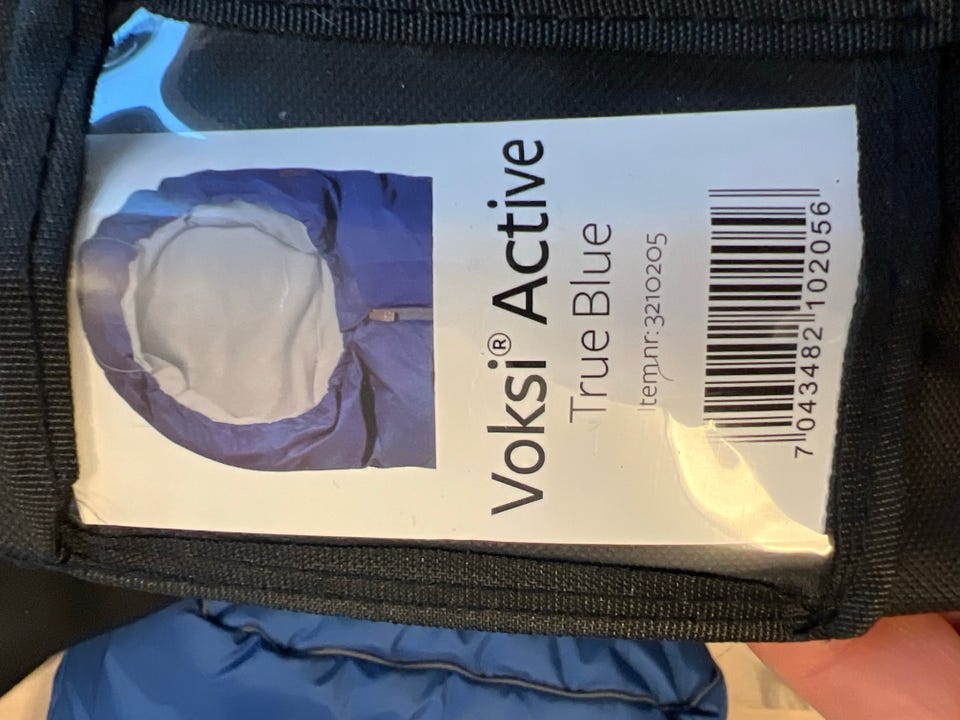 Voksi® Active
True Blue
Item.nr: 3210205
7 043482 102056